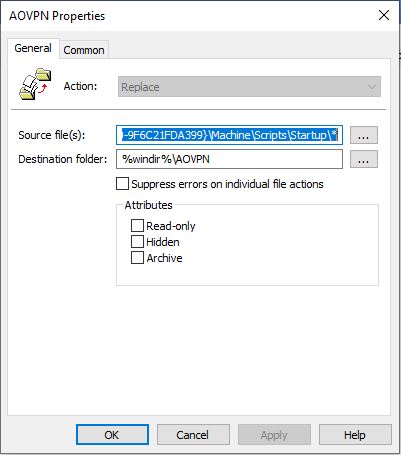 AOVPN Properties
General Common
Action: Replace
Source file(s): -9F6C21FDA399}\Machine\Scripts\Startup\* ...
Destination folder: %windir%\AOVPN ...
Suppress errors on individual file actions
Attributes
Read-only
Hidden
Archive
OK Cancel Apply Help